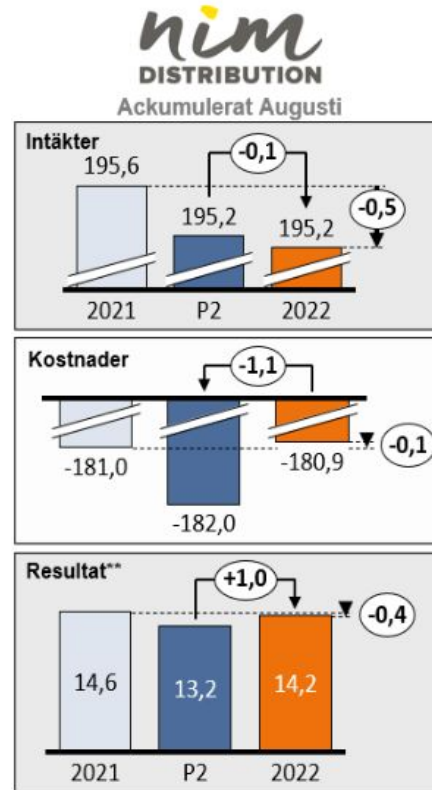 nim
DISTRIBUTION
Ackumulerat Augusti
Intäkter
-0,1
195,6
195,2
195,2
-0,5
2021 P2 2022
Kostnader
-1,1
-181,0
-182,0
-180,9
-0,1
Resultat**
+1,0
-0,4
14,6
13,2
14,2
2021 P2 2022